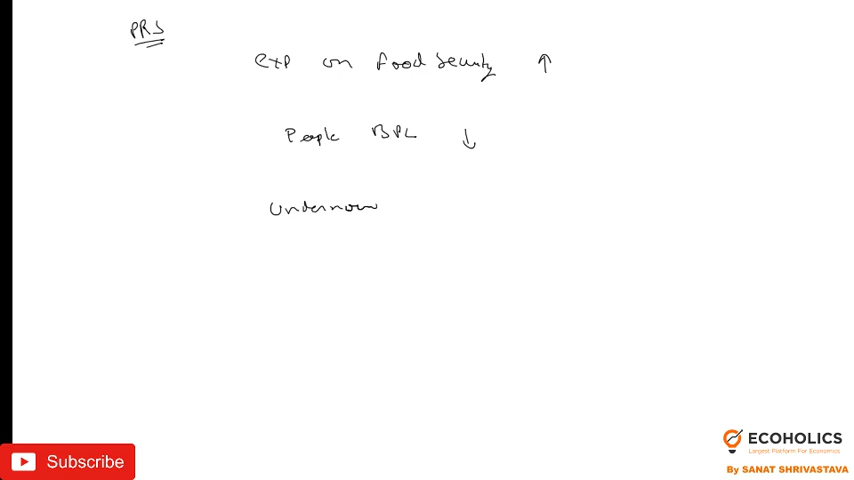 PRS
exp on food security ↑
People BPL ↓
undernour
Subscribe
ECOHOLICS
Largest Platform For Economics
By SANAT SHRIVASTAVA